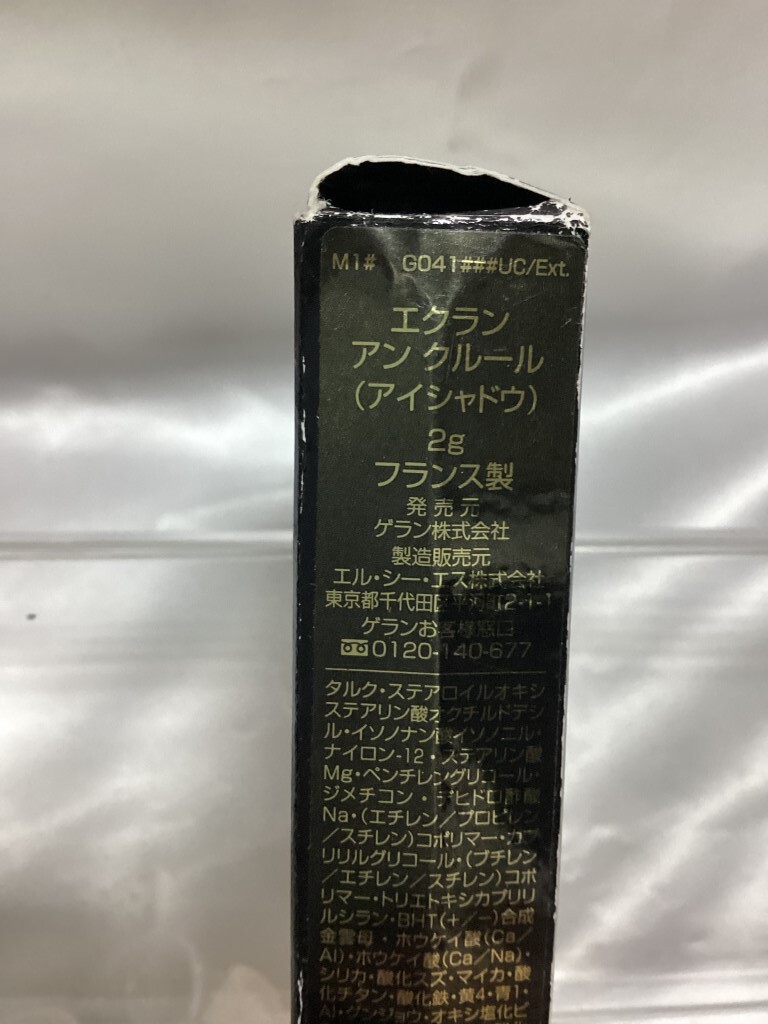 M1# G041###UC/Ext.
エクラン
アン クルール
(アイシャドウ)
2g
フランス製
発売元
ゲラン株式会社
製造販売元
エル・シー・エス株式会社
東京都千代田区平河町2-1-1
ゲランお客様窓口
0120-140-677
タルク・ステアロイルオキシ
ステアリン酸オクチルドデシ
ル・イソノナン酸イソノニル・
ナイロン-12・ステアリン酸
Mg・ペンチレングリコール・
ジメチコン・デヒドロ酢酸
Na・(エチレン/プロピレン
/スチレン)コポリマー・カプ
リリルグリコール・(ブチレン
/エチレン/スチレン)コポ
リマー・トリエトキシカプリリ
ルシラン・BHT(+/-)合成
金雲母・ホウケイ酸(Ca/
Al)・ホウケイ酸(Ca/Na)・
シリカ・酸化スズ・マイカ・酸
化チタン・酸化鉄・黄4・青1・
Al・グンジョウ・オキシ塩化ビ